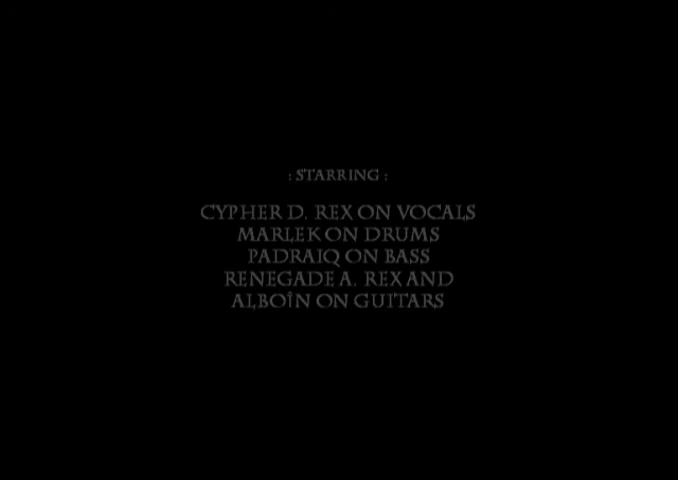 : STARRING :
CYPHER D. REX ON VOCALS
MARLEK ON DRUMS
PADRAIQ ON BASS
RENEGADE A. REX AND
ALBOÎN ON GUITARS